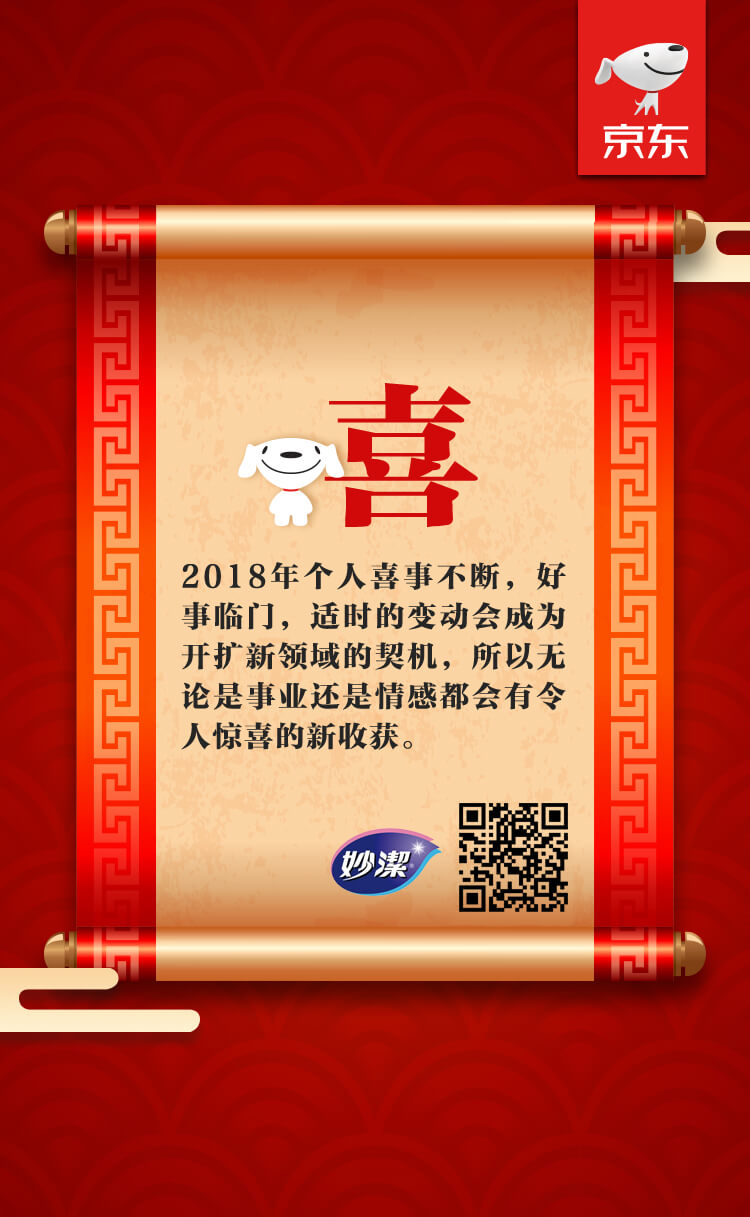 京东
喜
2018年个人喜事不断，好
事临门，适时的变动会成为
开扩新领域的契机，所以无
论是事业还是情感都会有令
人惊喜的新收获。
妙潔